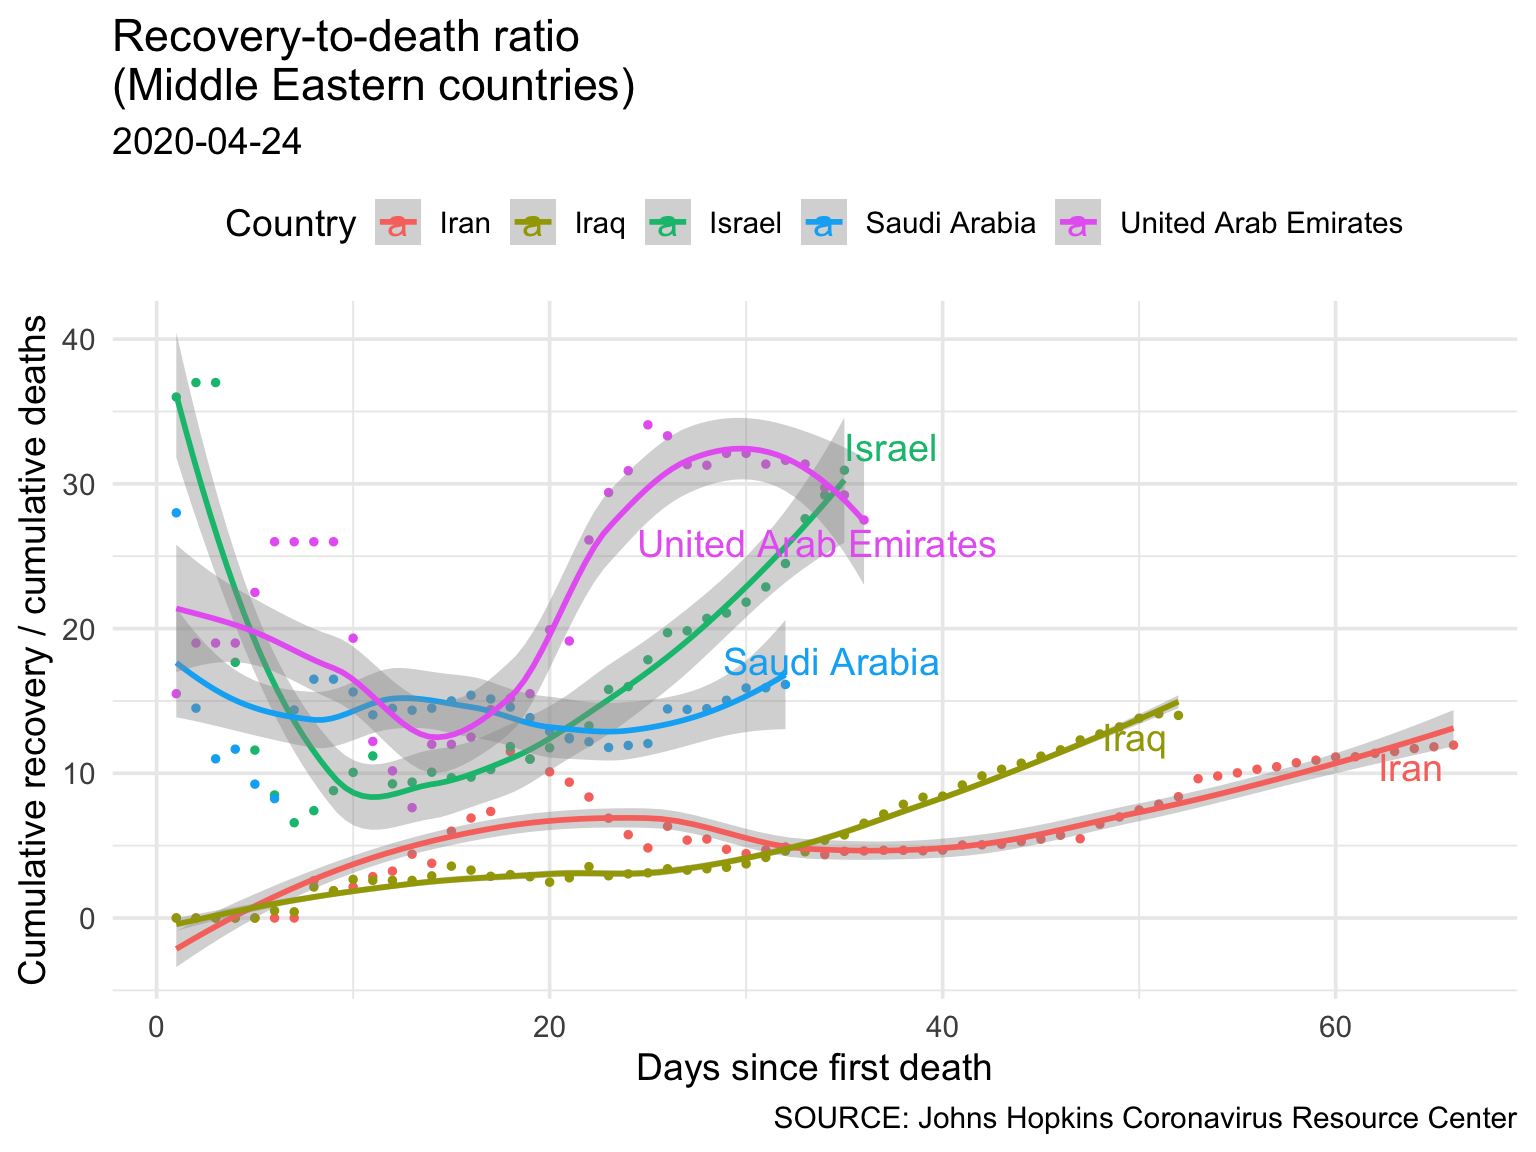 Recovery-to-death ratio
(Middle Eastern countries)
2020-04-24
Country a Iran a Iraq a Israel a Saudi Arabia a United Arab Emirates
Cumulative recovery / cumulative deaths
40
30
20
10
0
Israel
United Arab Emirates
Saudi Arabia
Iraq
Iran
0 20 40 60
Days since first death
SOURCE: Johns Hopkins Coronavirus Resource Center